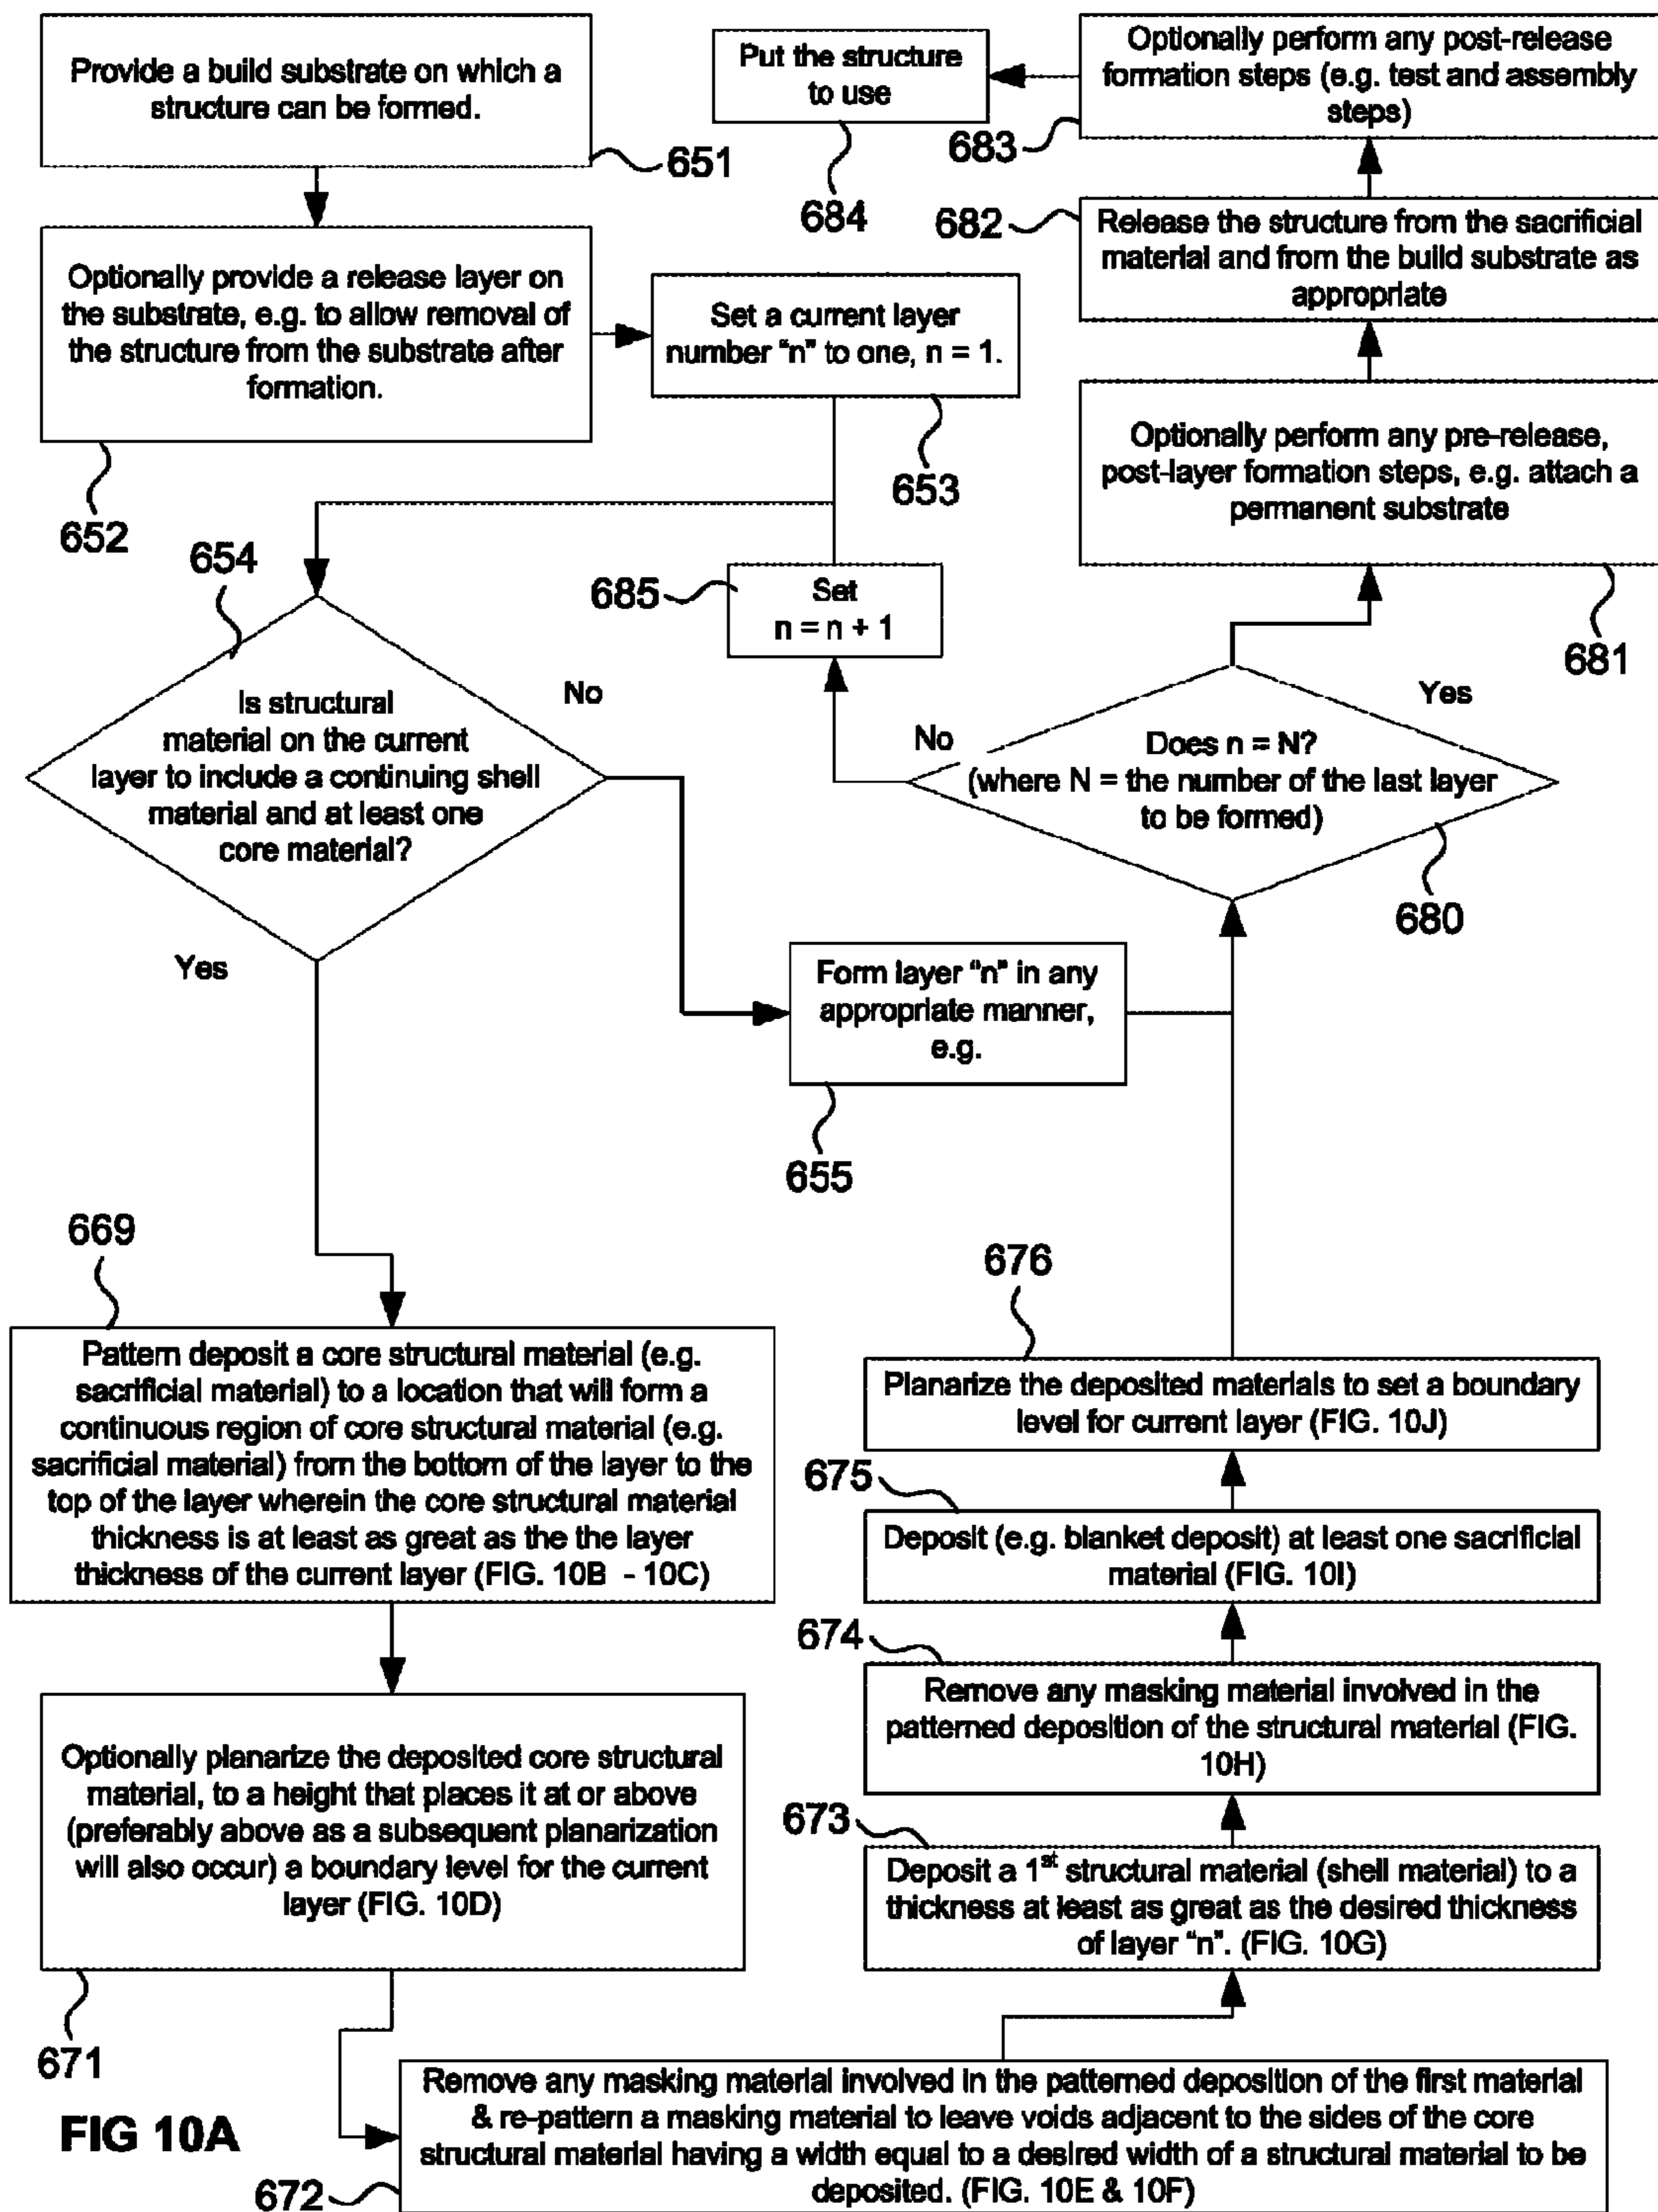 Provide a build substrate on which a
structure can be formed.
651
Optionally provide a release layer on
the substrate, e.g. to allow removal of
the structure from the substrate after
formation.
652
Set a current layer
number "n" to one, n = 1.
653
654
Is structural
material on the current
layer to include a continuing shell
material and at least one
core material?
No
Yes
Form layer "n" in any
appropriate manner,
e.g.
655
669
Pattern deposit a core structural material (e.g.
sacrificial material) to a location that will form a
continuous region of core structural material (e.g.
sacrificial material) from the bottom of the layer to the
top of the layer wherein the core structural material
thickness is at least as great as the the layer
thickness of the current layer (FIG. 10B - 10C)
Optionally planarize the deposited core structural
material, to a height that places it at or above
(preferably above as a subsequent planarization
will also occur) a boundary level for the current
layer (FIG. 10D)
671
Remove any masking material involved in the patterned deposition of the first material
& re-pattern a masking material to leave voids adjacent to the sides of the core
structural material having a width equal to a desired width of a structural material to be
deposited. (FIG. 10E & 10F)
672
673
Deposit a 1st structural material (shell material) to a
thickness at least as great as the desired thickness
of layer "n". (FIG. 10G)
674
Remove any masking material involved in the
patterned deposition of the structural material (FIG.
10H)
675
Deposit (e.g. blanket deposit) at least one sacrificial
material (FIG. 10I)
676
Planarize the deposited materials to set a boundary
level for current layer (FIG. 10J)
Does n = N?
(where N = the number of the last layer
to be formed)
680
No
Yes
685
Set
n = n + 1
Optionally perform any pre-release,
post-layer formation steps, e.g. attach a
permanent substrate
681
682
Release the structure from the sacrificial
material and from the build substrate as
appropriate
Optionally perform any post-release
formation steps (e.g. test and assembly
steps)
683
Put the structure
to use
684
FIG 10A